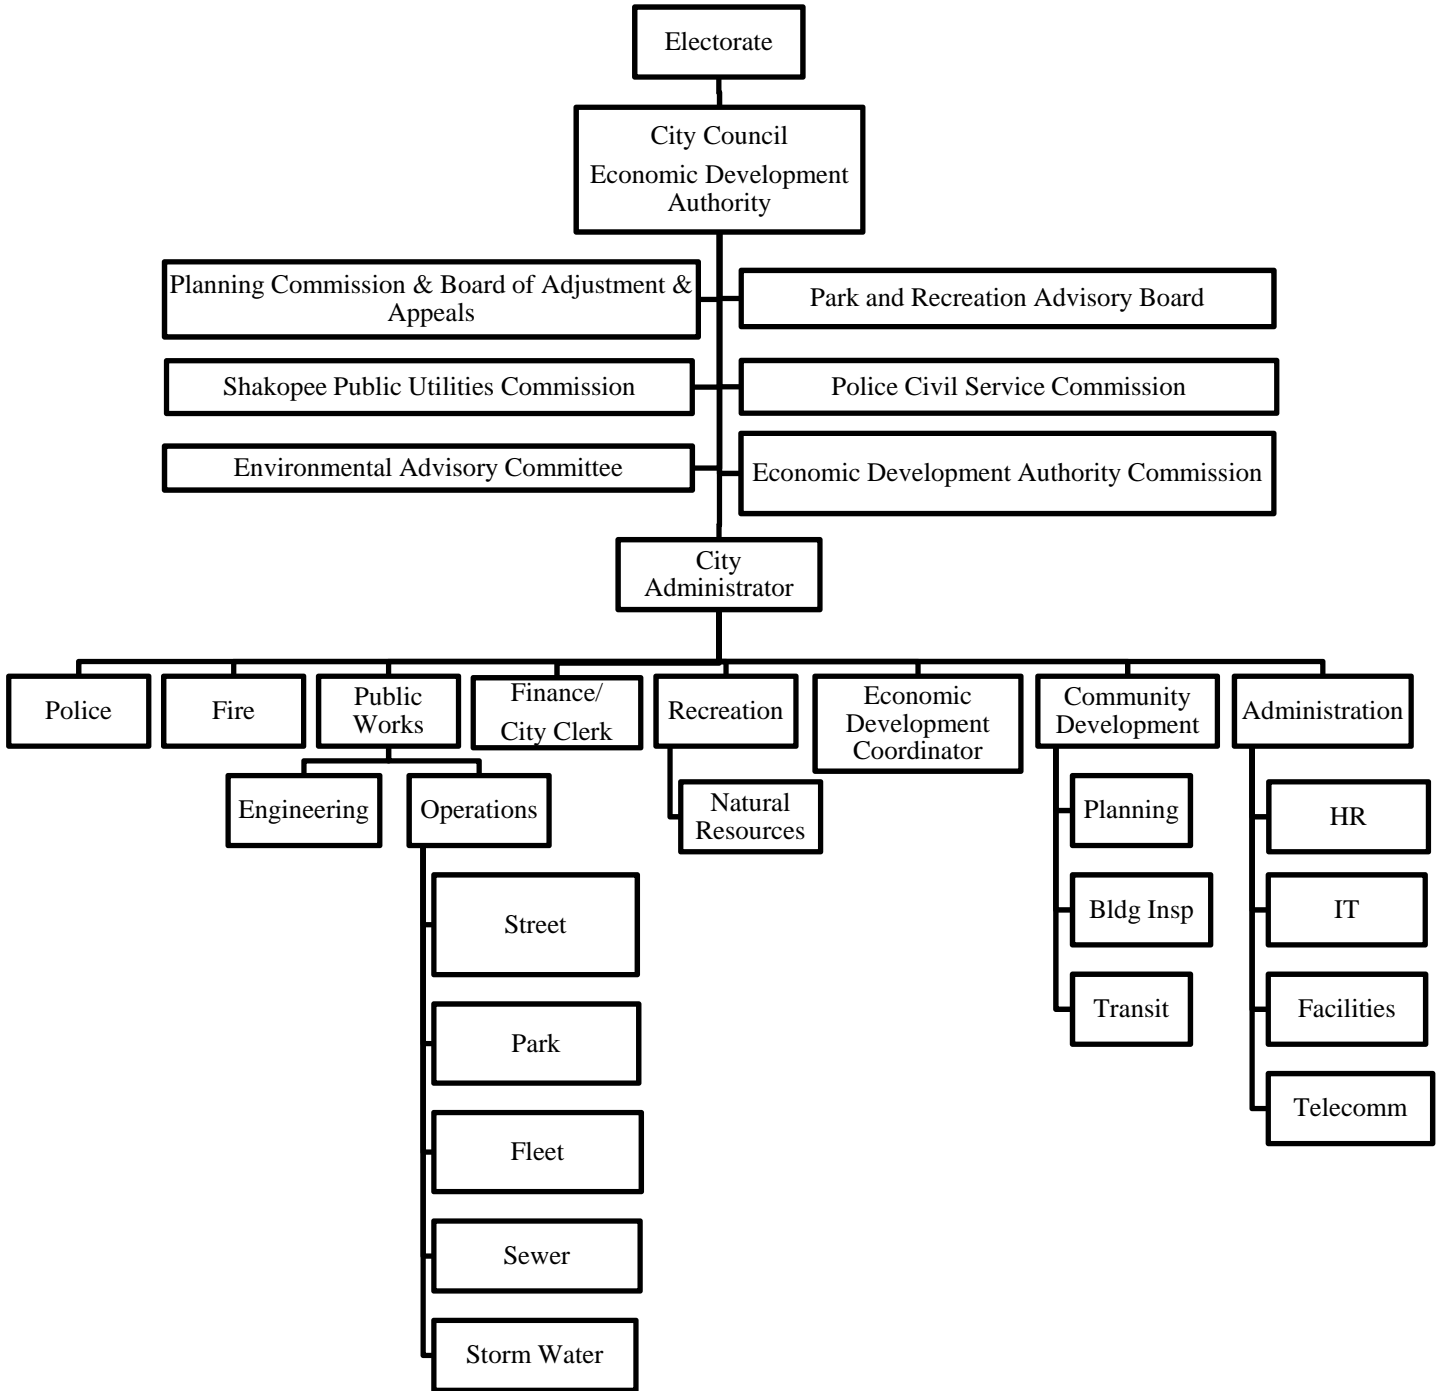 Electorate
City Council
Economic Development
Authority
Planning Commission & Board of Adjustment &
Appeals
Park and Recreation Advisory Board
Shakopee Public Utilities Commission
Police Civil Service Commission
Environmental Advisory Committee
Economic Development Authority Commission
City
Administrator
Police
Fire
Public
Works
Finance/
City Clerk
Recreation
Economic
Development
Coordinator
Community
Development
Administration
Engineering
Operations
Natural
Resources
Planning
HR
Street
Bldg Insp
IT
Park
Transit
Facilities
Fleet
Telecomm
Sewer
Storm Water